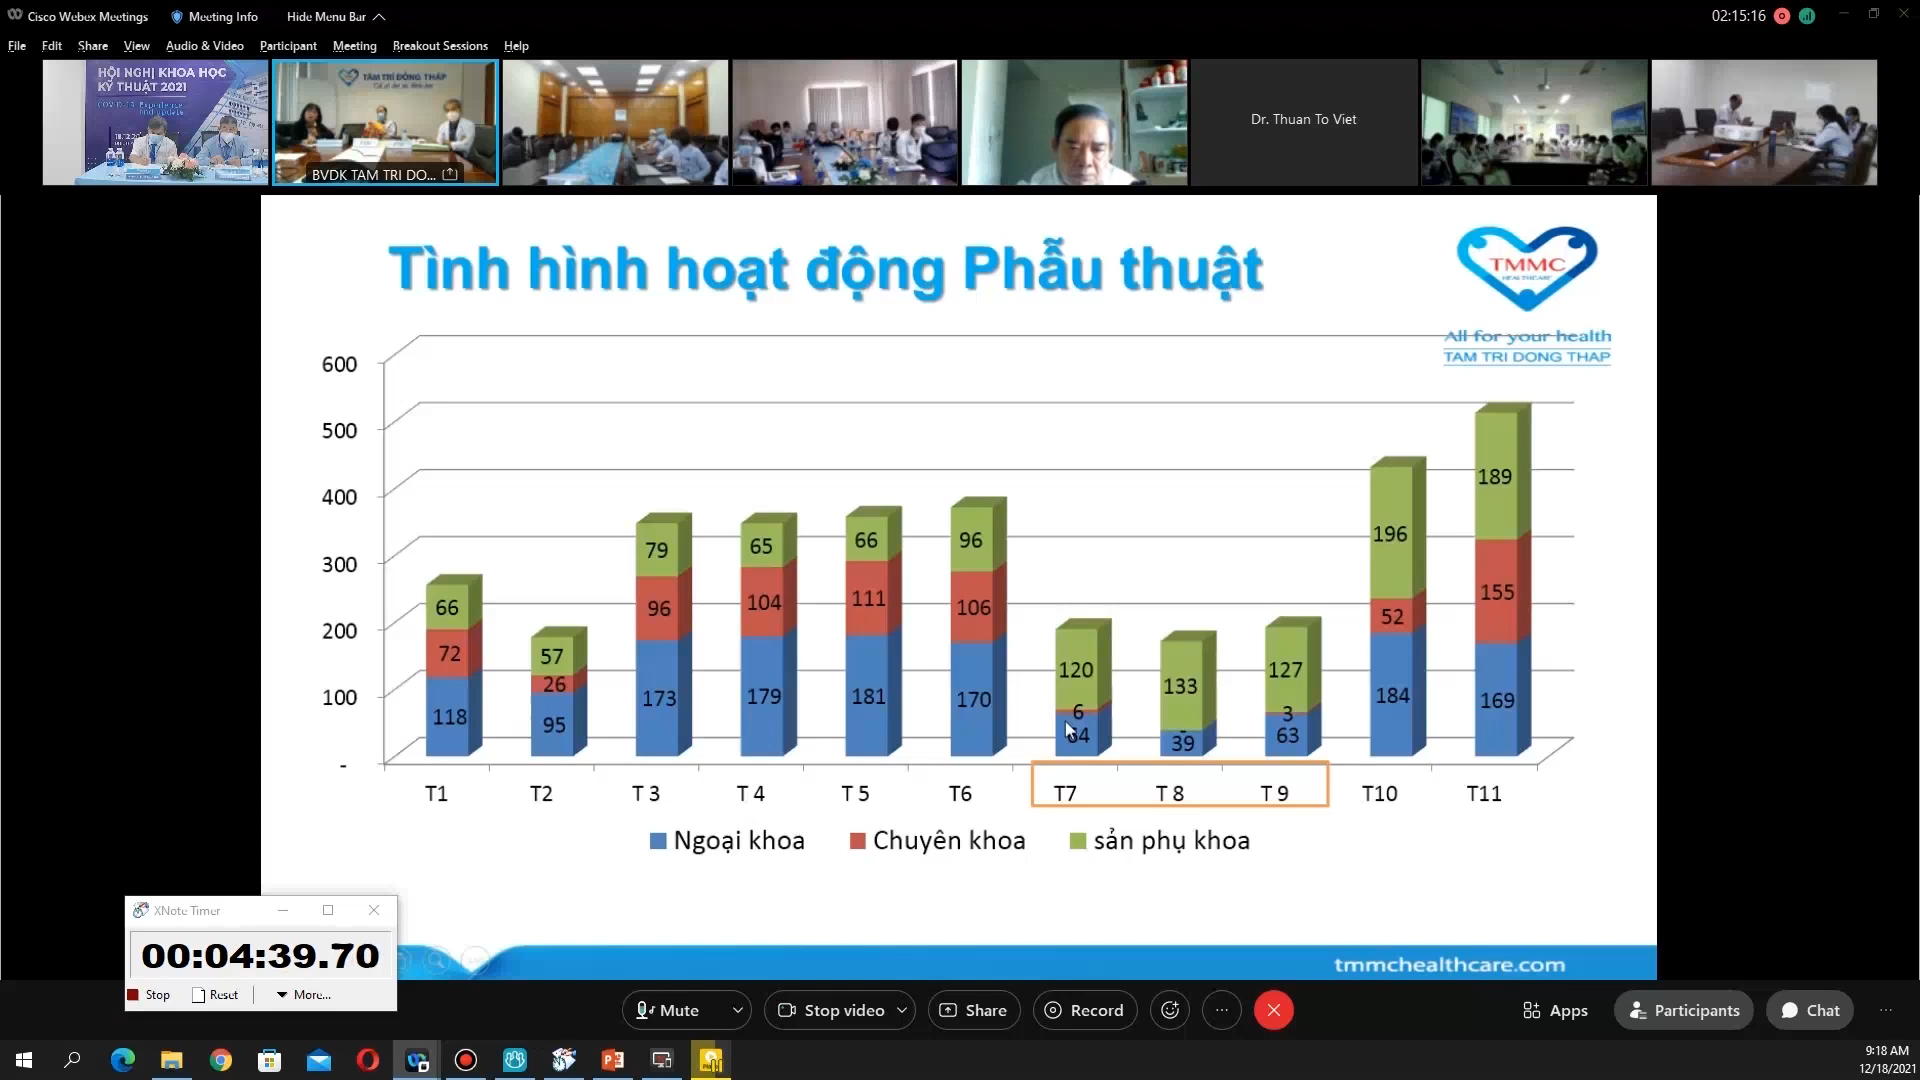 Cisco Webex Meetings
Meeting Info
Hide Menu Bar
02:15:16
File Edit Share View Audio & Video Participant Meeting Breakout Sessions Help
HỘI NGHỊ KHOA HỌC
KỸ THUẬT 2021
TÂM TRÍ ĐỒNG THÁP
BVDK TAM TRI DO...
Dr. Thuan To Viet
Tình hình hoạt động Phẫu thuật
TMMC
HEALTHCARE
All for your health
TAM TRI DONG THAP
600
500
400
300
200
100
-
66 72 118
57 26 95
79 96 173
65 104 179
66 111 181
96 106 170
120 6
133 - 39
127 3 63
196 52 184
189 155 169
T1 T2 T 3 T 4 T 5 T6 T7 T 8 T 9 T10 T11
Ngoại khoa Chuyên khoa sản phụ khoa
tmmchealthcare.com
XNote Timer
00:04:39.70
Stop Reset More...
Mute Stop video Share Record Apps Participants Chat
9:18 AM
12/18/2021